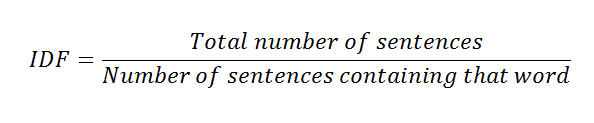 IDF = Total number of sentences
Number of sentences containing that word